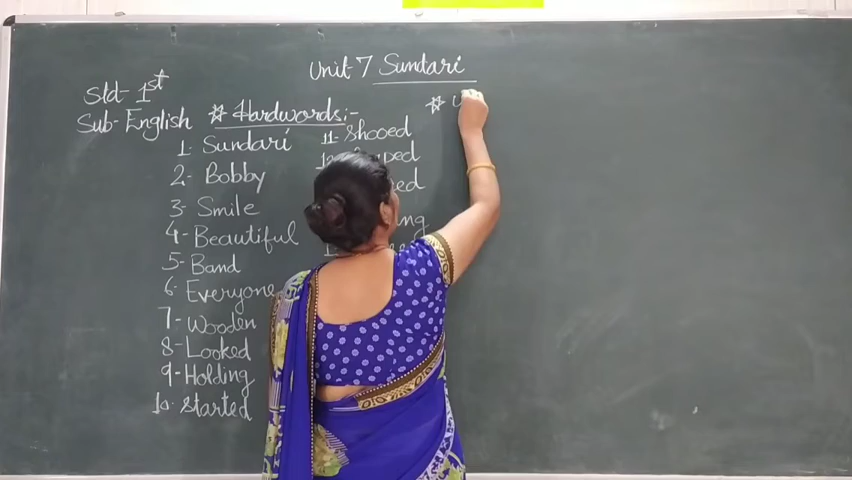 Unit-7 Sundari
Std- 1st
Sub- English
* Hardwords:-
1. Sundari
2. Bobby
3- Smile
4- Beautiful
5- Band
6. Everyone
7- Wooden
8- Looked
9- Holding
10. Started
11- Shooed
*